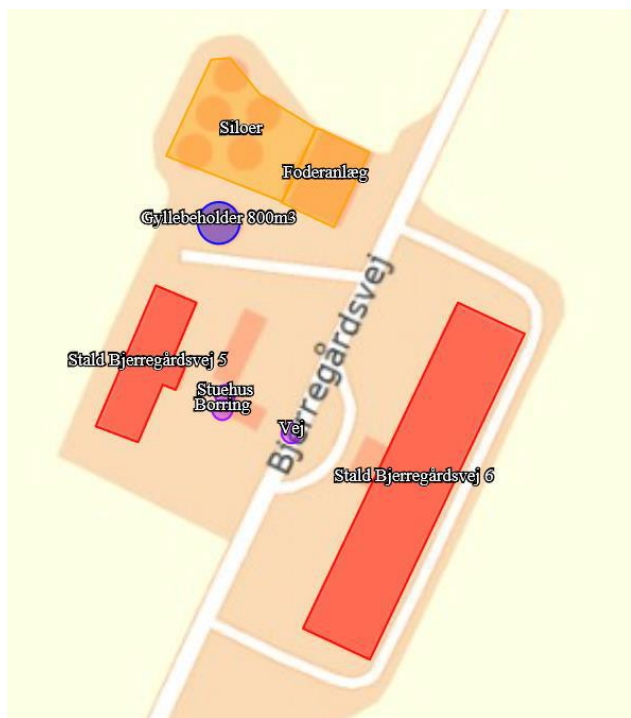 Siloer
Foderanlæg
Gyllebeholder 800m3
Bjerregårdsvej
Stald Bjerregårdsvej 5
Stuehus
Borring
Vej
Stald Bjerregårdsvej 6